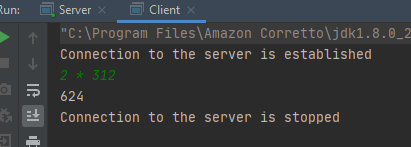 Run: Server × Client ×
"C:\Program Files\Amazon Corretto\jdk1.8.0_2
Connection to the server is established
2 * 312
624
Connection to the server is stopped